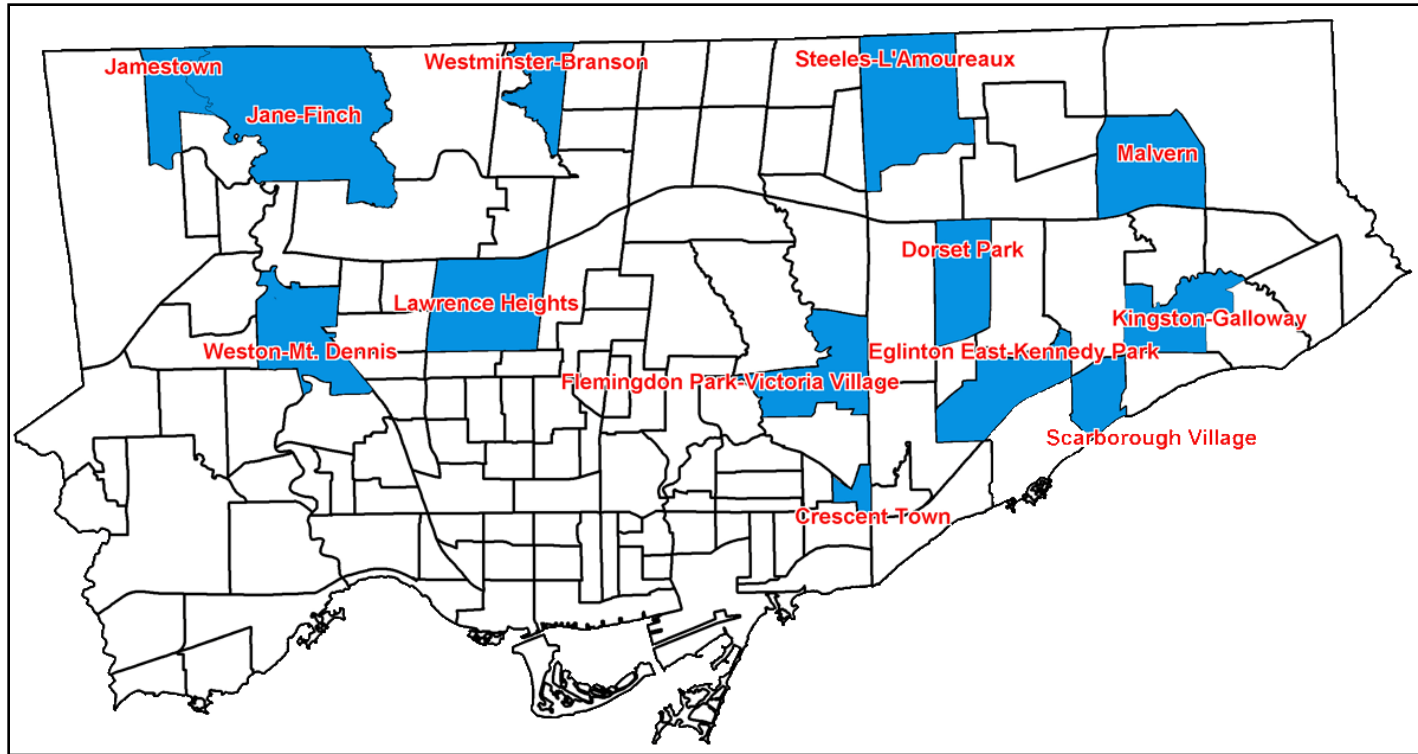 Jamestown
Westminster-Branson
Steeles-L'Amoureaux
Jane-Finch
Malvern
Dorset Park
Lawrence Heights
Kingston-Galloway
Weston-Mt. Dennis
Eglinton East-Kennedy Park
Flemingdon Park-Victoria Village
Scarborough Village
Crescent Town